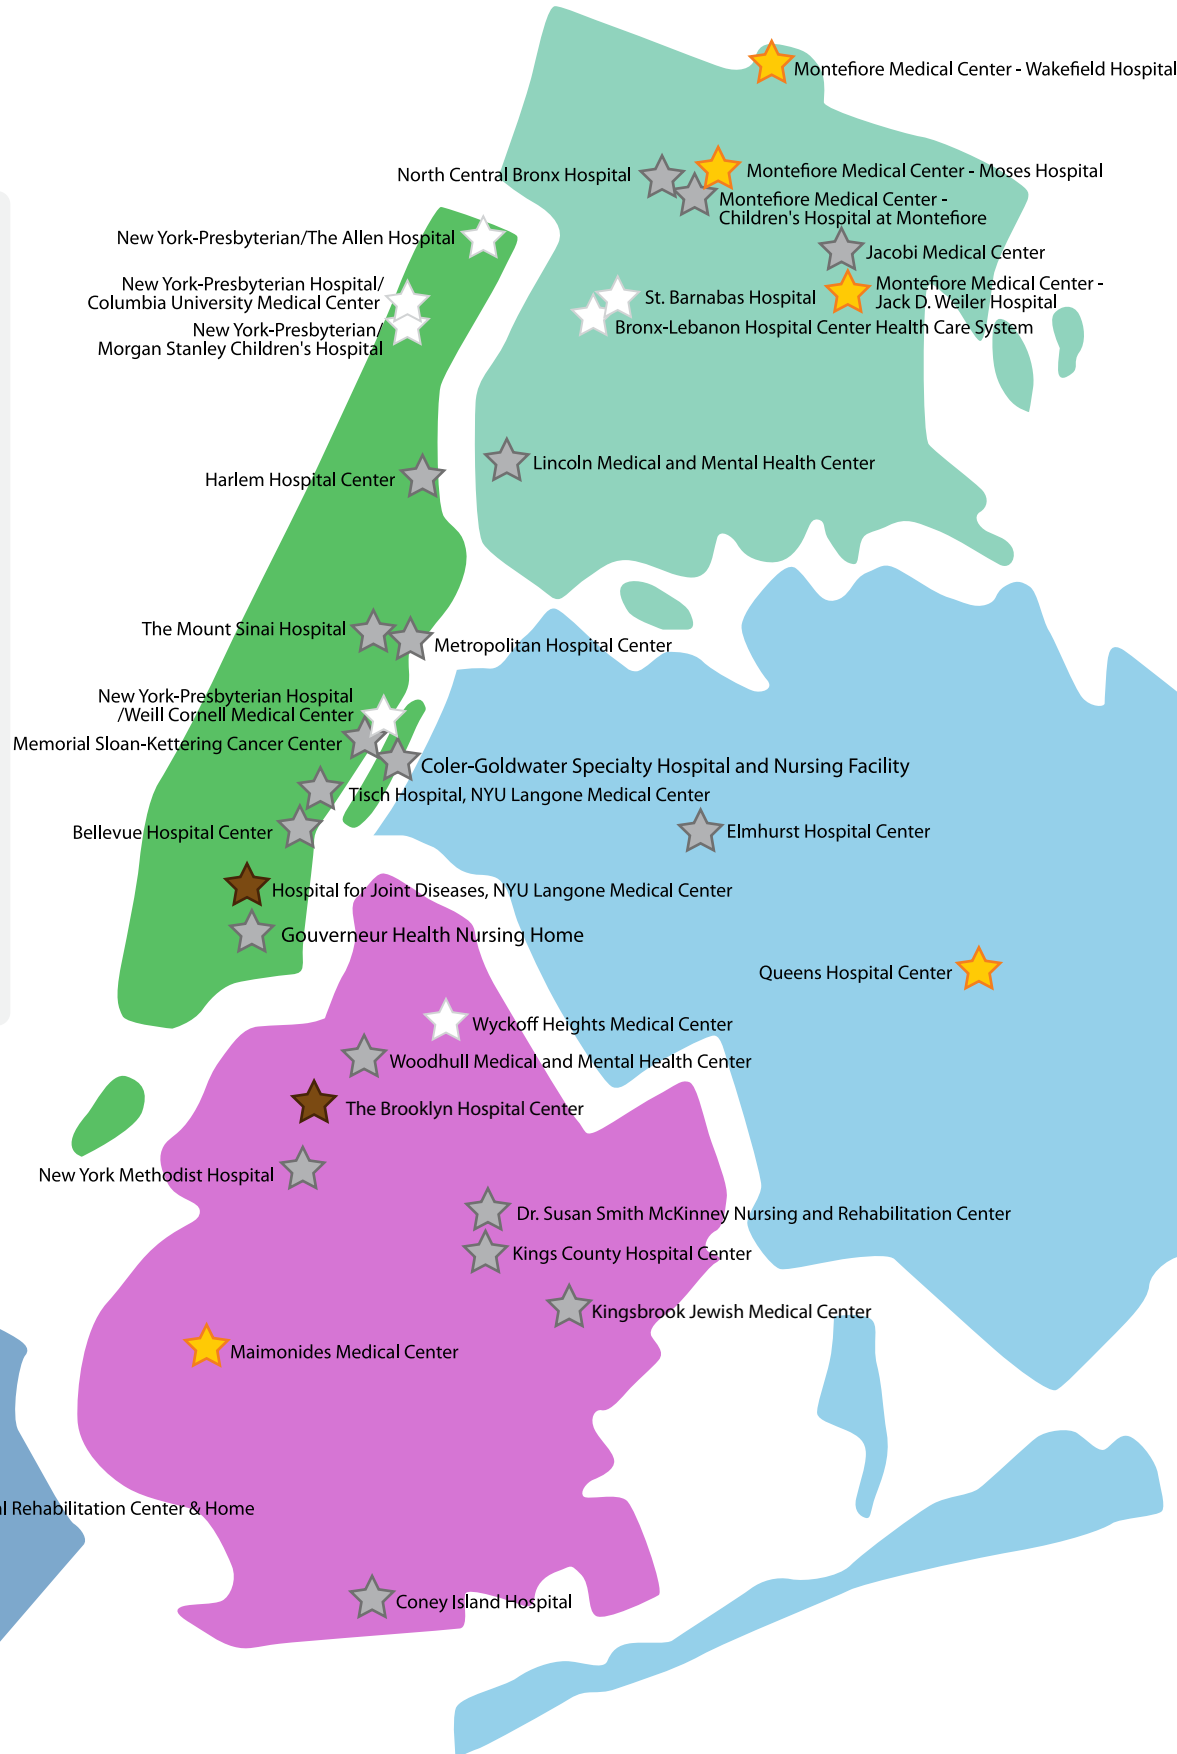 Montefiore Medical Center - Wakefield Hospital
North Central Bronx Hospital
Montefiore Medical Center - Moses Hospital
Montefiore Medical Center -
Children's Hospital at Montefiore
New York-Presbyterian/The Allen Hospital
Jacobi Medical Center
New York-Presbyterian Hospital/
Columbia University Medical Center
St. Barnabas Hospital
Montefiore Medical Center -
Jack D. Weiler Hospital
New York-Presbyterian/
Morgan Stanley Children's Hospital
Bronx-Lebanon Hospital Center Health Care System
Lincoln Medical and Mental Health Center
Harlem Hospital Center
The Mount Sinai Hospital
Metropolitan Hospital Center
New York-Presbyterian Hospital
/Weill Cornell Medical Center
Memorial Sloan-Kettering Cancer Center
Coler-Goldwater Specialty Hospital and Nursing Facility
Tisch Hospital, NYU Langone Medical Center
Bellevue Hospital Center
Elmhurst Hospital Center
Hospital for Joint Diseases, NYU Langone Medical Center
Gouverneur Health Nursing Home
Queens Hospital Center
Wyckoff Heights Medical Center
Woodhull Medical and Mental Health Center
The Brooklyn Hospital Center
New York Methodist Hospital
Dr. Susan Smith McKinney Nursing and Rehabilitation Center
Kings County Hospital Center
Kingsbrook Jewish Medical Center
Maimonides Medical Center
Rehabilitation Center & Home
Coney Island Hospital